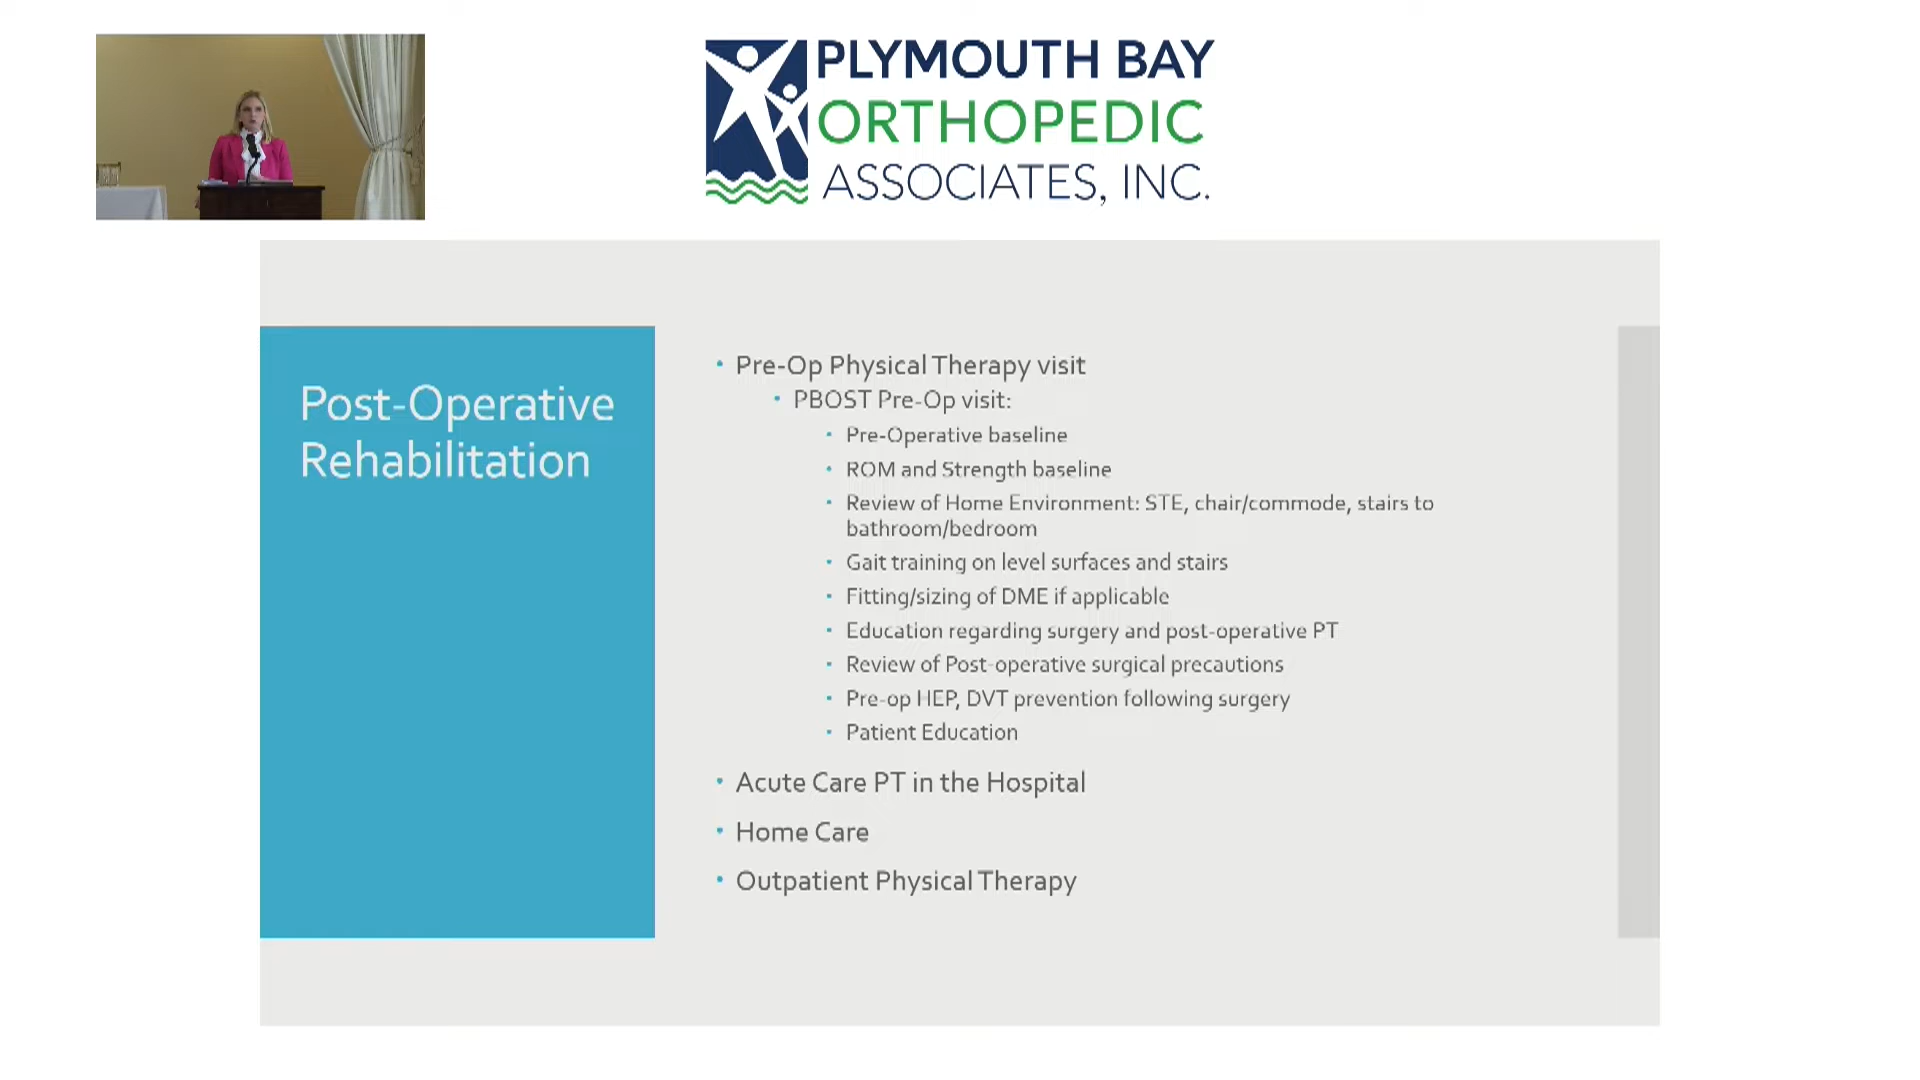 PLYMOUTH BAY
ORTHOPEDIC
ASSOCIATES, INC.
Post-Operative
Rehabilitation
• Pre-Op Physical Therapy visit
• PBOST Pre-Op visit:
• Pre-Operative baseline
• ROM and Strength baseline
• Review of Home Environment: STE, chair/commode, stairs to
bathroom/bedroom
• Gait training on level surfaces and stairs
• Fitting/sizing of DME if applicable
• Education regarding surgery and post-operative PT
• Review of Post-operative surgical precautions
• Pre-op HEP, DVT prevention following surgery
• Patient Education
• Acute Care PT in the Hospital
• Home Care
• Outpatient Physical Therapy